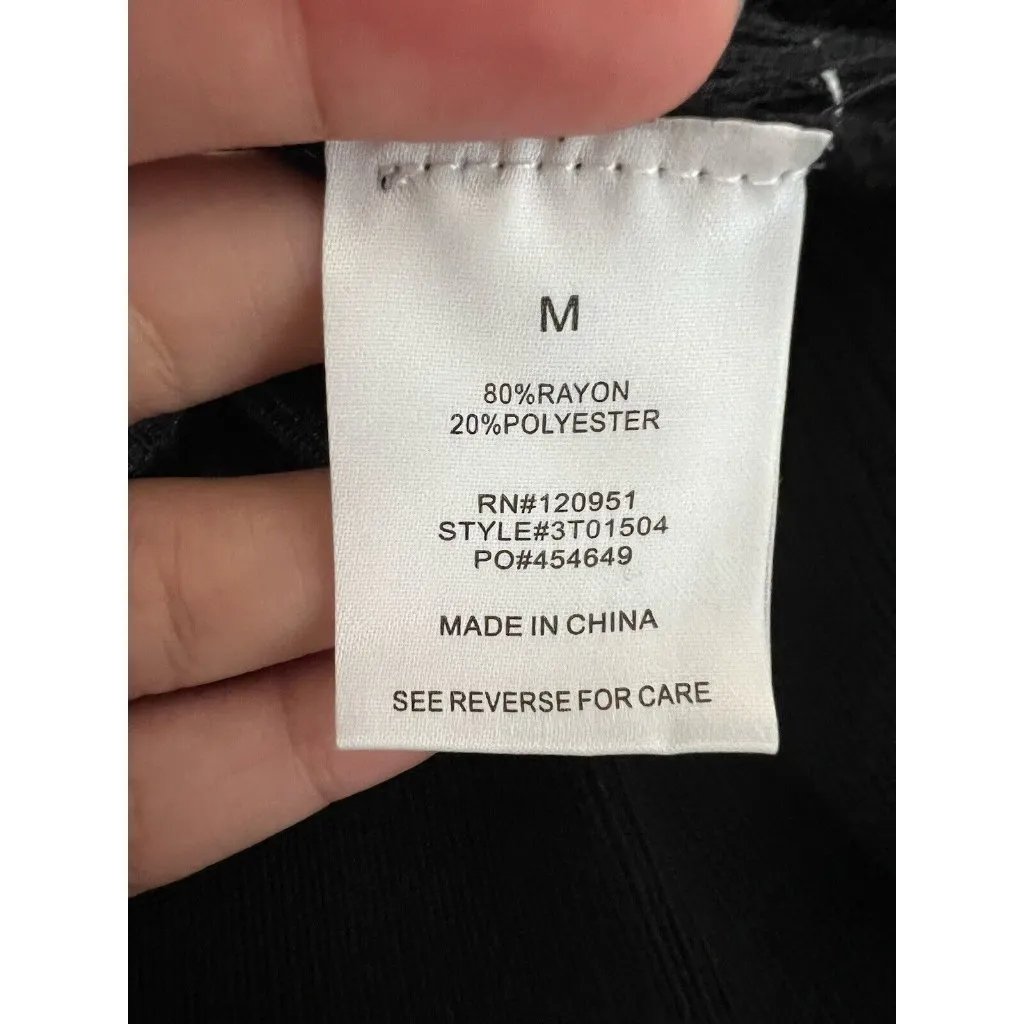 M
80%RAYON
20%POLYESTER
RN#120951
STYLE#3T01504
PO#454649
MADE IN CHINA
SEE REVERSE FOR CARE